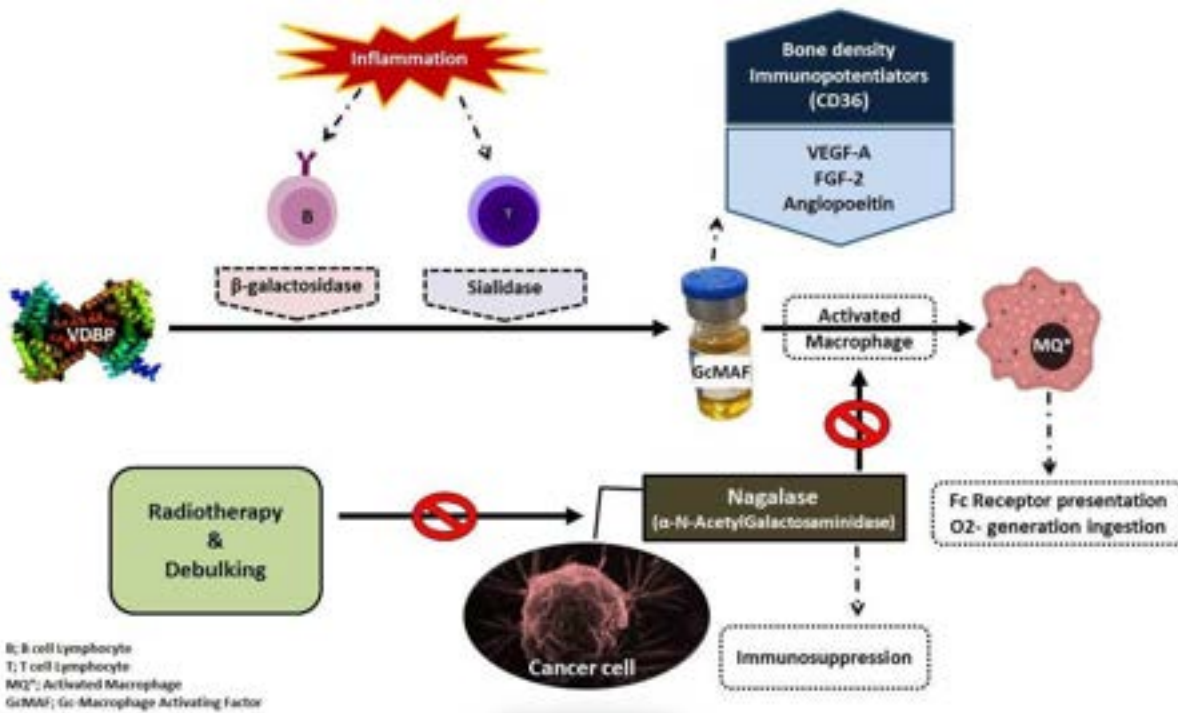 Inflammation
Bone density
Immunopotentiators
(CD36)
VEGF-A
FGF-2
Angiopoeitin
B
T
β-galactosidase
Sialidase
VDBP
GcMAF
Activated
Macrophage
MQ*
Radiotherapy
&
Debulking
Nagalase
(α-N-AcetylGalactosaminidase)
Fc Receptor presentation
O2- generation ingestion
Cancer cell
Immunosuppression
B; B cell Lymphocyte
T; T cell Lymphocyte
MQ*; Activated Macrophage
GcMAF; Gc-Macrophage Activating Factor